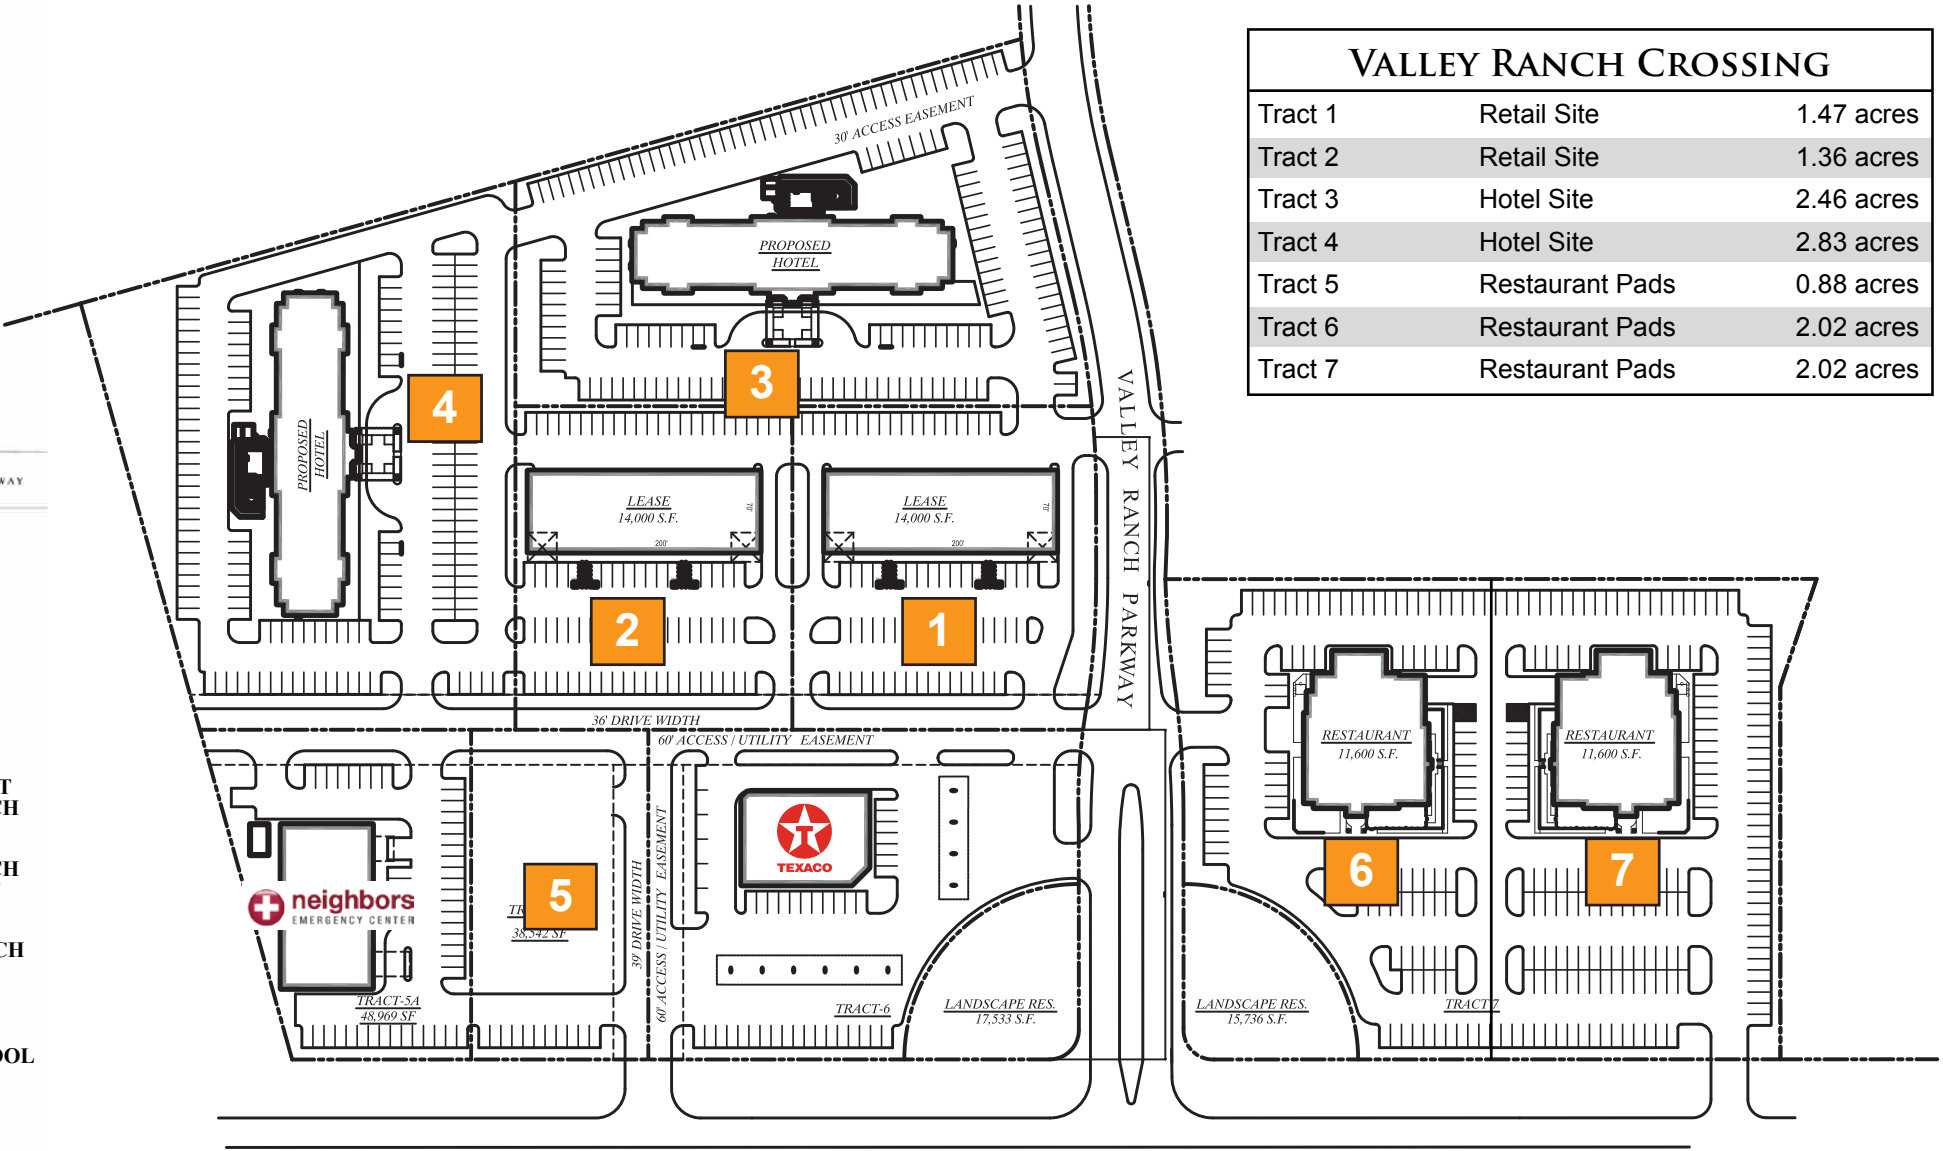 VALLEY RANCH CROSSING
Tract 1 Retail Site 1.47 acres
Tract 2 Retail Site 1.36 acres
Tract 3 Hotel Site 2.46 acres
Tract 4 Hotel Site 2.83 acres
Tract 5 Restaurant Pads 0.88 acres
Tract 6 Restaurant Pads 2.02 acres
Tract 7 Restaurant Pads 2.02 acres
30' ACCESS EASEMENT
PROPOSED
HOTEL
3
4
PROPOSED
HOTEL
VALLEY RANCH PARKWAY
LEASE
14,000 S.F.
70'
200'
LEASE
14,000 S.F.
70'
200'
2
1
36' DRIVE WIDTH
60' ACCESS / UTILITY EASEMENT
RESTAURANT
11,600 S.F.
RESTAURANT
11,600 S.F.
TEXACO
39' DRIVE WIDTH
60' ACCESS / UTILITY EASEMENT
6
7
5
38,542 SF
neighbors
EMERGENCY CENTER
TRACT-5A
48,969 SF
TRACT-6
LANDSCAPE RES.
17,533 S.F.
LANDSCAPE RES.
15,736 S.F.
TRACT 7